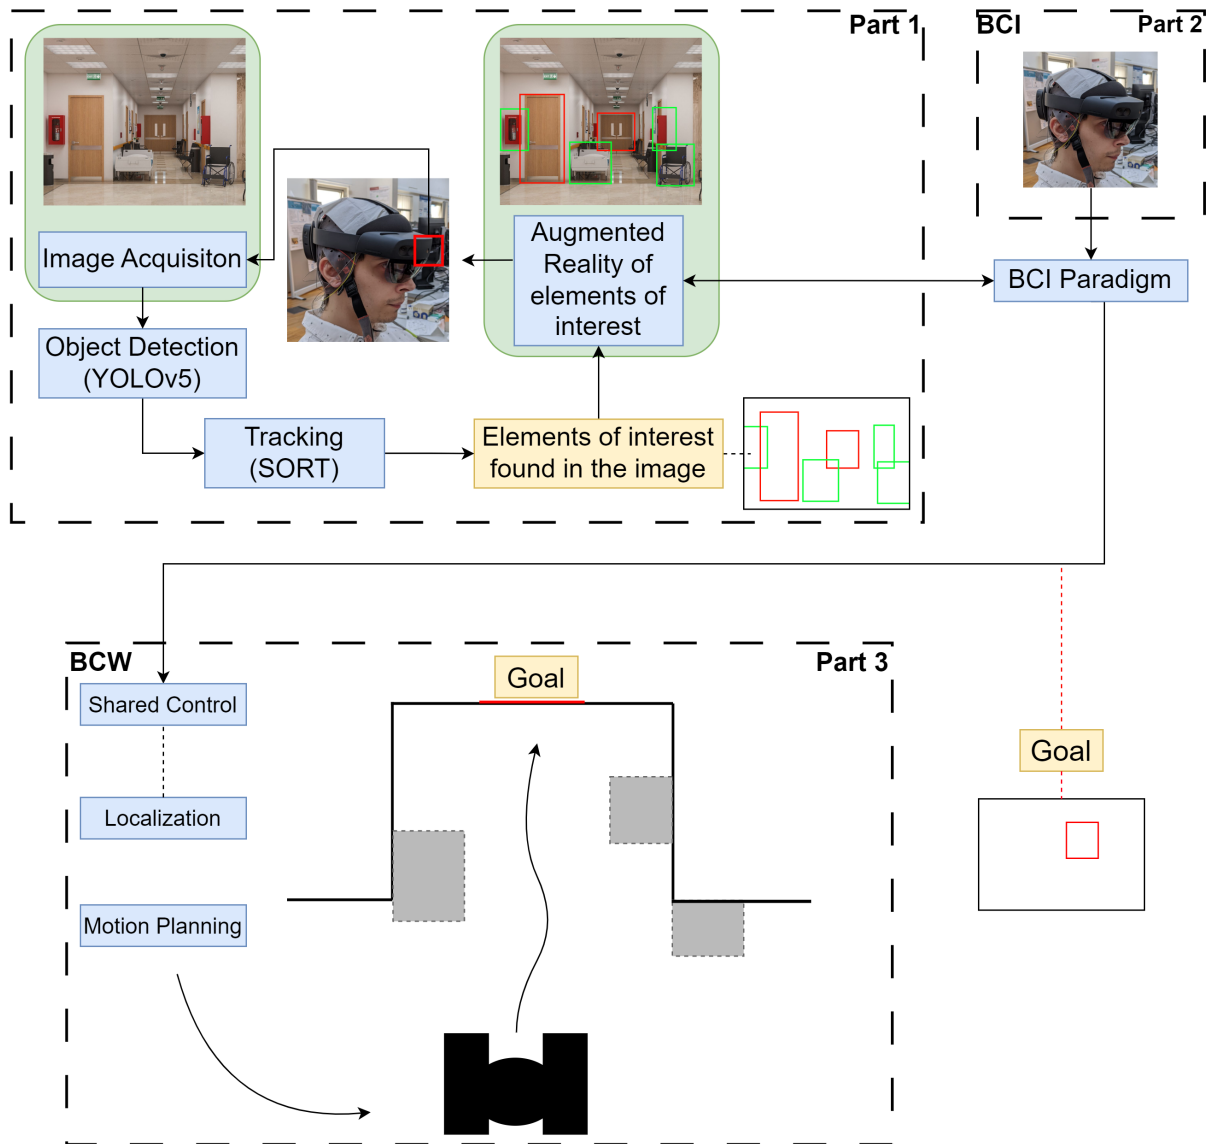 Part 1
Image Acquisiton
Object Detection
(YOLOv5)
Tracking
(SORT)
Elements of interest
found in the image
Augmented
Reality of
elements of
interest
BCI
Part 2
BCI Paradigm
BCW
Part 3
Shared Control
Localization
Motion Planning
Goal
Goal